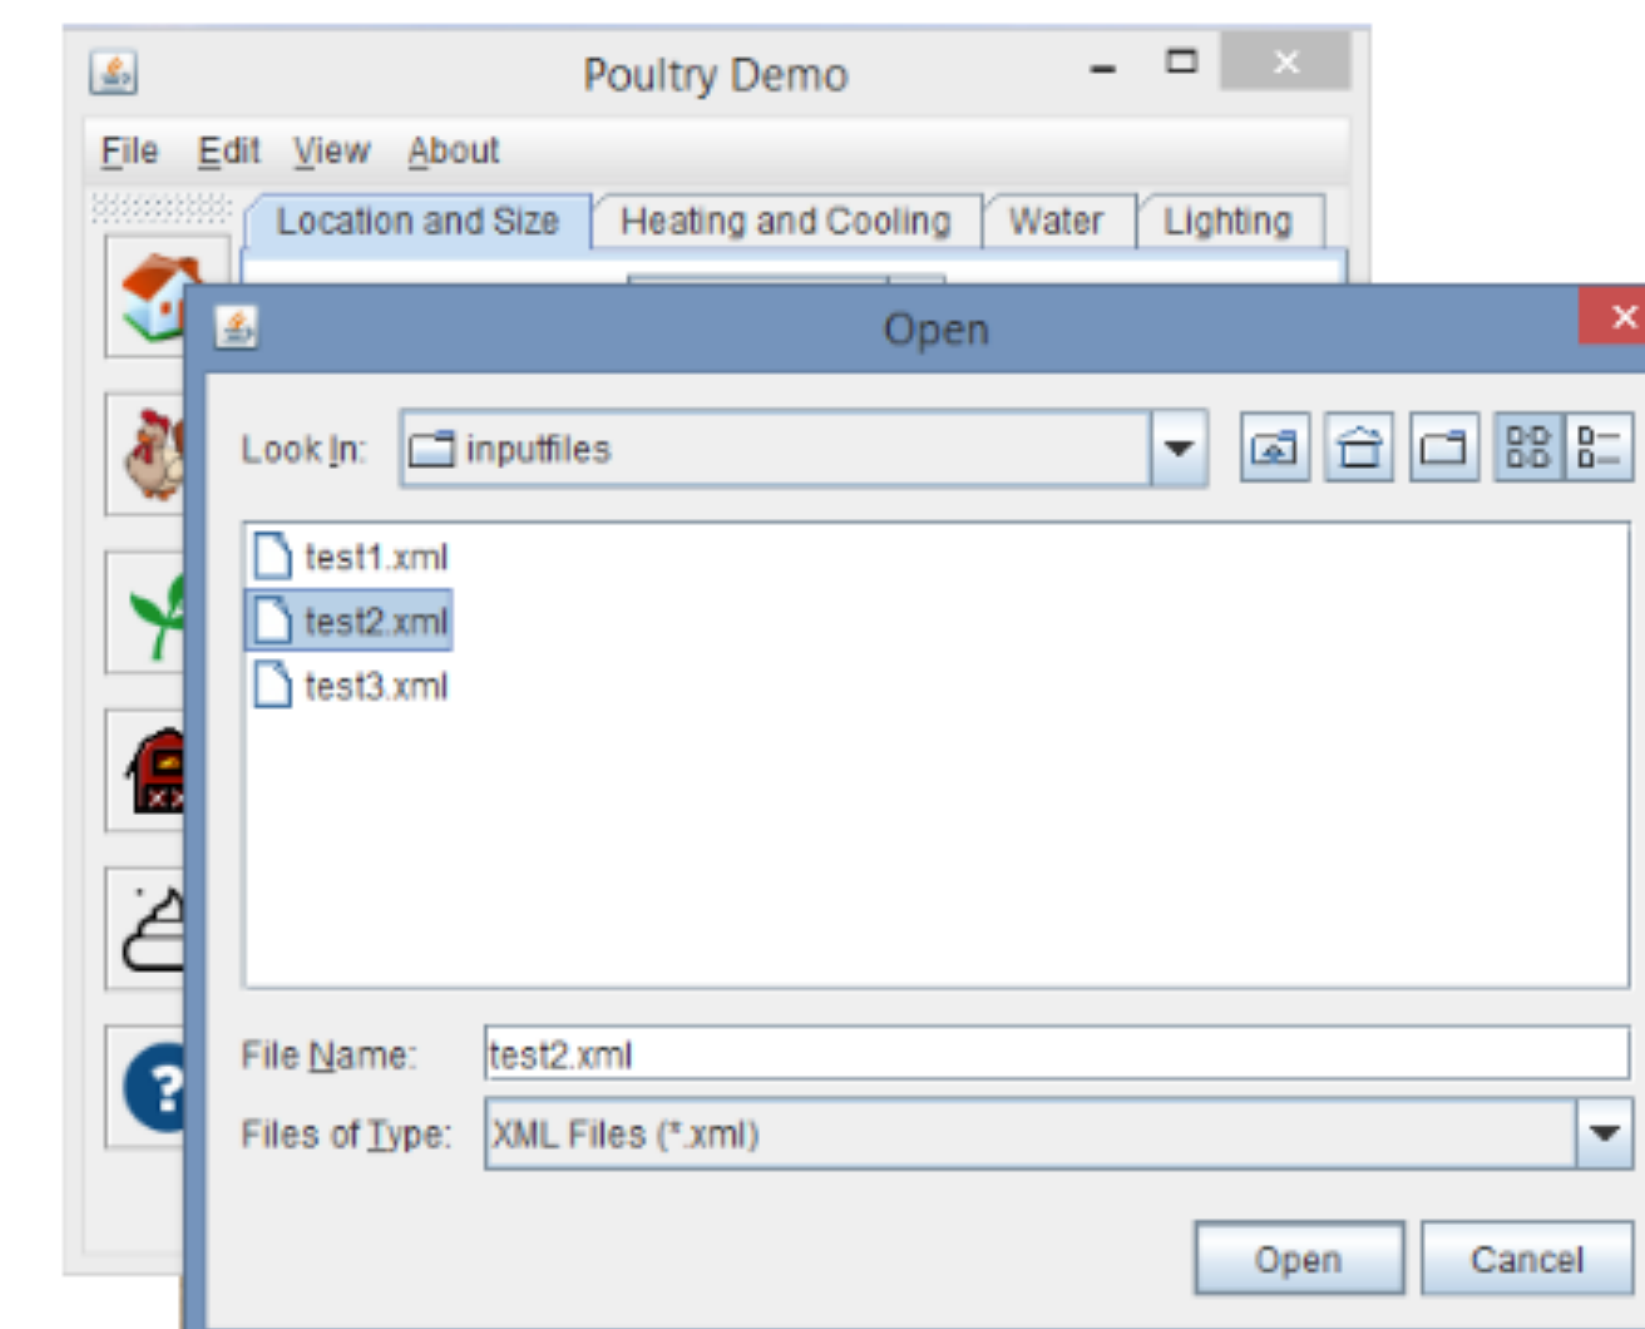 Poultry Demo
File Edit View About
Location and Size Heating and Cooling Water Lighting
Open
Look In: inputfiles
test1.xml
test2.xml
test3.xml
File Name: test2.xml
Files of Type: XML Files (*.xml)
Open Cancel